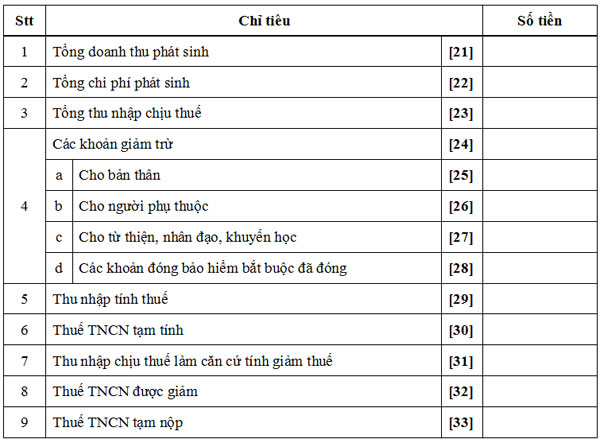 Stt Chỉ tiêu Số tiền
1 Tổng doanh thu phát sinh [21]
2 Tổng chi phí phát sinh [22]
3 Tổng thu nhập chịu thuế [23]
4 Các khoản giảm trừ [24]
a Cho bản thân [25]
b Cho người phụ thuộc [26]
c Cho từ thiện, nhân đạo, khuyến học [27]
d Các khoản đóng bảo hiểm bắt buộc đã đóng [28]
5 Thu nhập tính thuế [29]
6 Thuế TNCN tạm tính [30]
7 Thu nhập chịu thuế làm căn cứ tính giảm thuế [31]
8 Thuế TNCN được giảm [32]
9 Thuế TNCN tạm nộp [33]